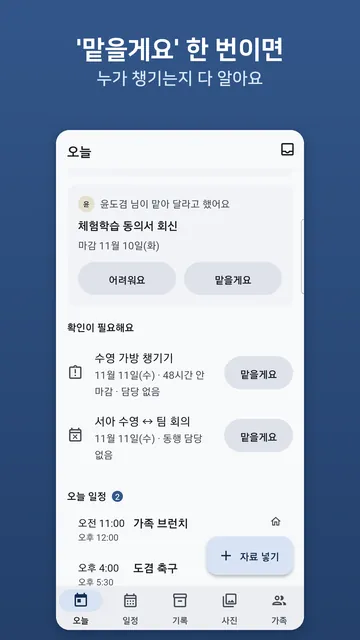 '맡을게요' 한 번이면
누가 챙기는지 다 알아요
오늘
윤
윤도겸 님이 맡아 달라고 했어요
체험학습 동의서 회신
마감 11월 10일(화)
어려워요
맡을게요
확인이 필요해요
수영 가방 챙기기
11월 11일(수) · 48시간 안
마감 · 담당 없음
맡을게요
서아 수영 ↔ 팀 회의
11월 11일(수) · 동행 담당
없음
맡을게요
오늘 일정 2
오전 11:00 가족 브런치
오후 12:00
오후 4:00 도겸 축구
오후 5:30
+ 자료 넣기
오늘
일정
기록
사진
가족